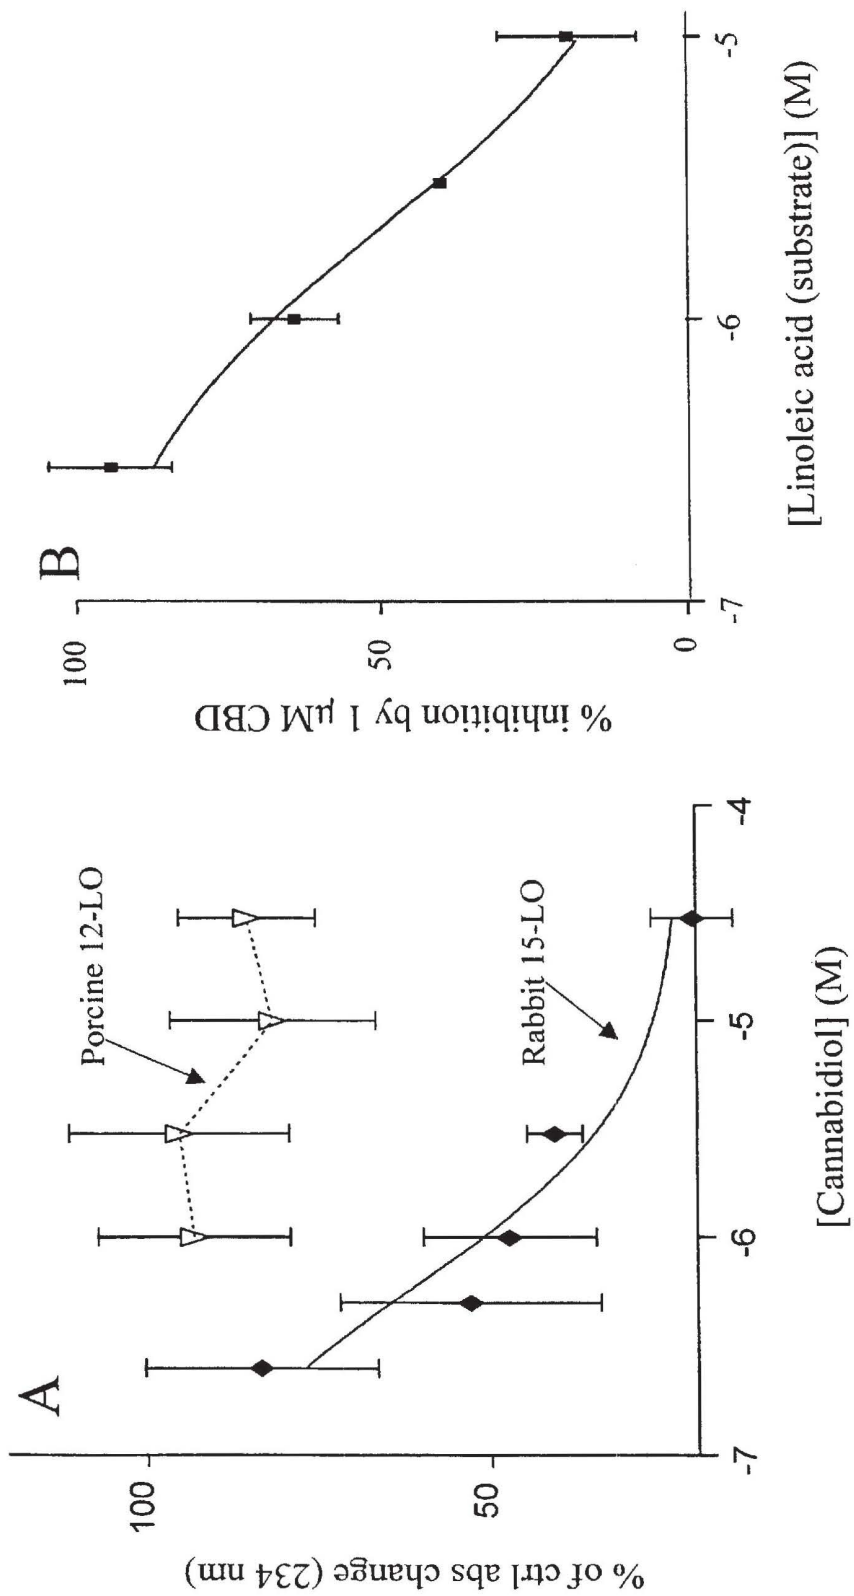 A
% of ctrl abs change (234 nm)
100
50
Porcine 12-LO
Rabbit 15-LO
-7
-6
-5
-4
[Cannabidiol] (M)
B
% inhibition by 1 µM CBD
100
50
0
-7
-6
-5
[Linoleic acid (substrate)] (M)